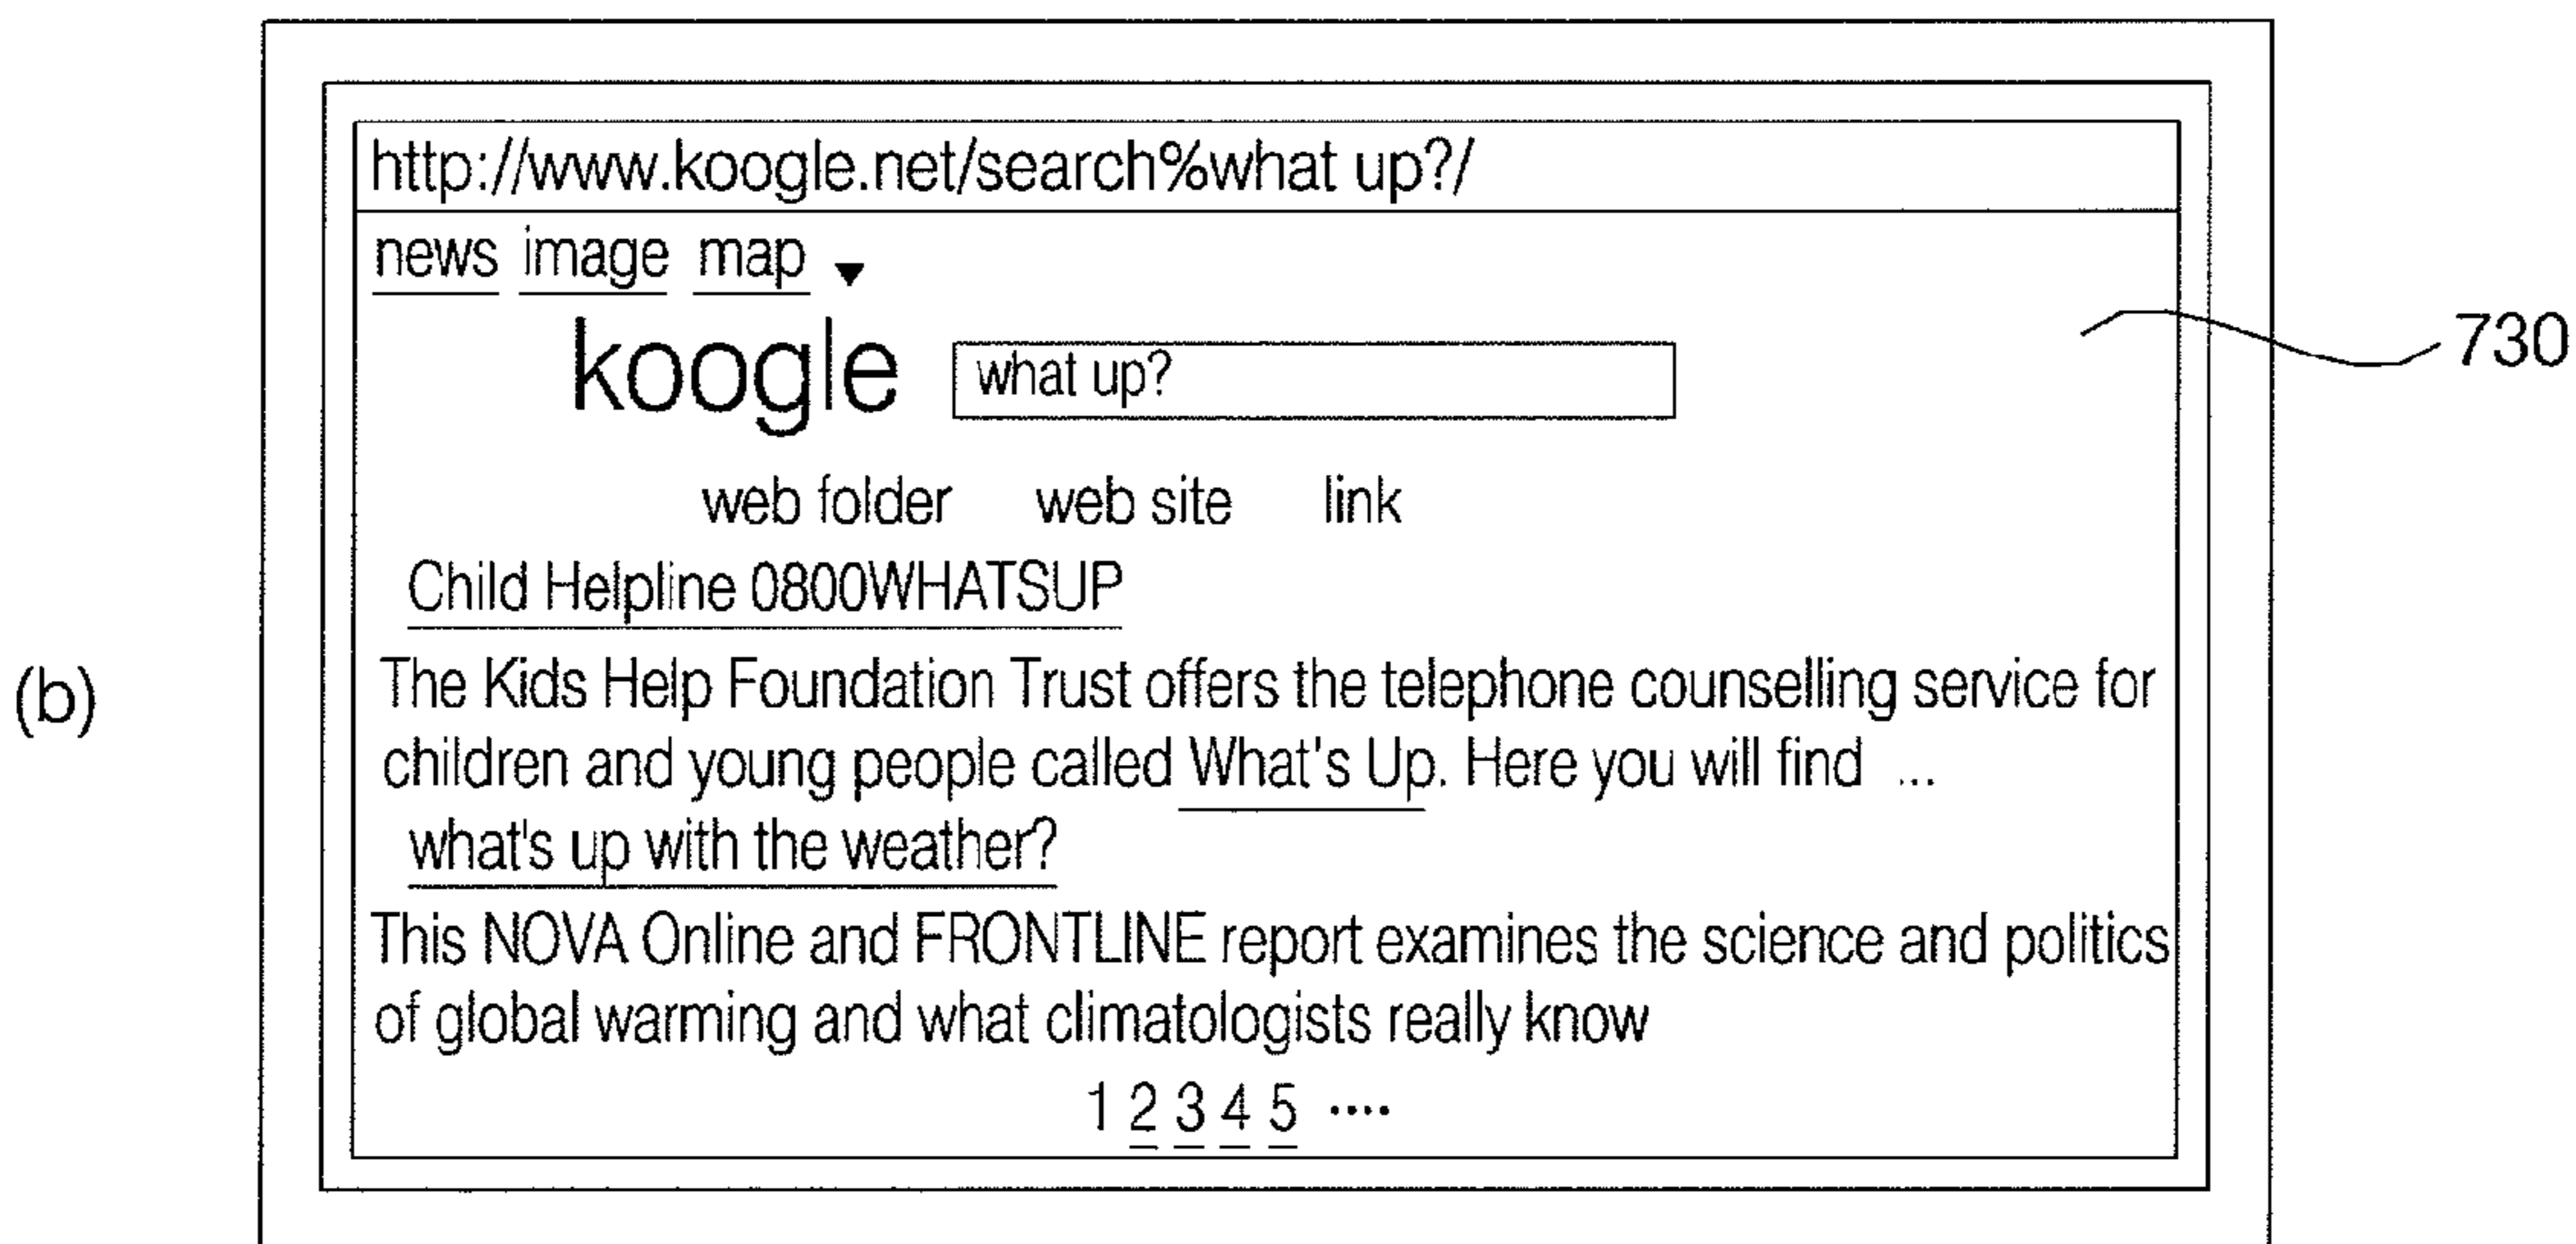 http://www.koogle.net/search%what up?/
news image map ▼
koogle what up?
730
web folder web site link
Child Helpline 0800WHATSUP
(b)
The Kids Help Foundation Trust offers the telephone counselling service for
children and young people called What's Up. Here you will find ...
what's up with the weather?
This NOVA Online and FRONTLINE report examines the science and politics
of global warming and what climatologists really know
1 2 3 4 5 ....